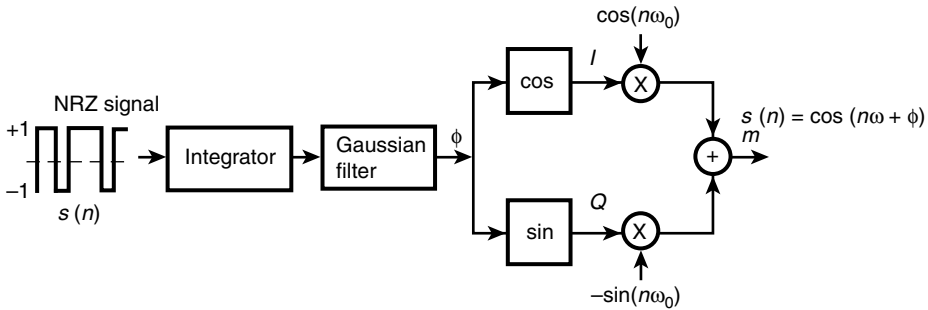 cos(nω₀)
I
cos
X
NRZ signal
+1
−1
s (n)
Integrator
Gaussian
filter
ϕ
s (n) = cos (nω + ϕ)
m
+
Q
sin
X
−sin(nω₀)